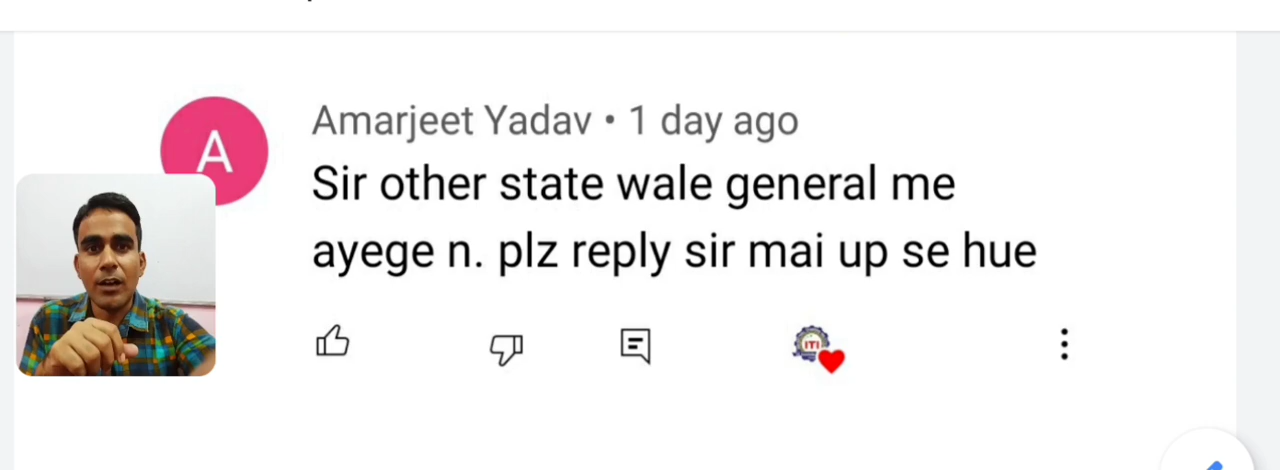 A
Amarjeet Yadav • 1 day ago
Sir other state wale general me
ayege n. plz reply sir mai up se hue
ITI